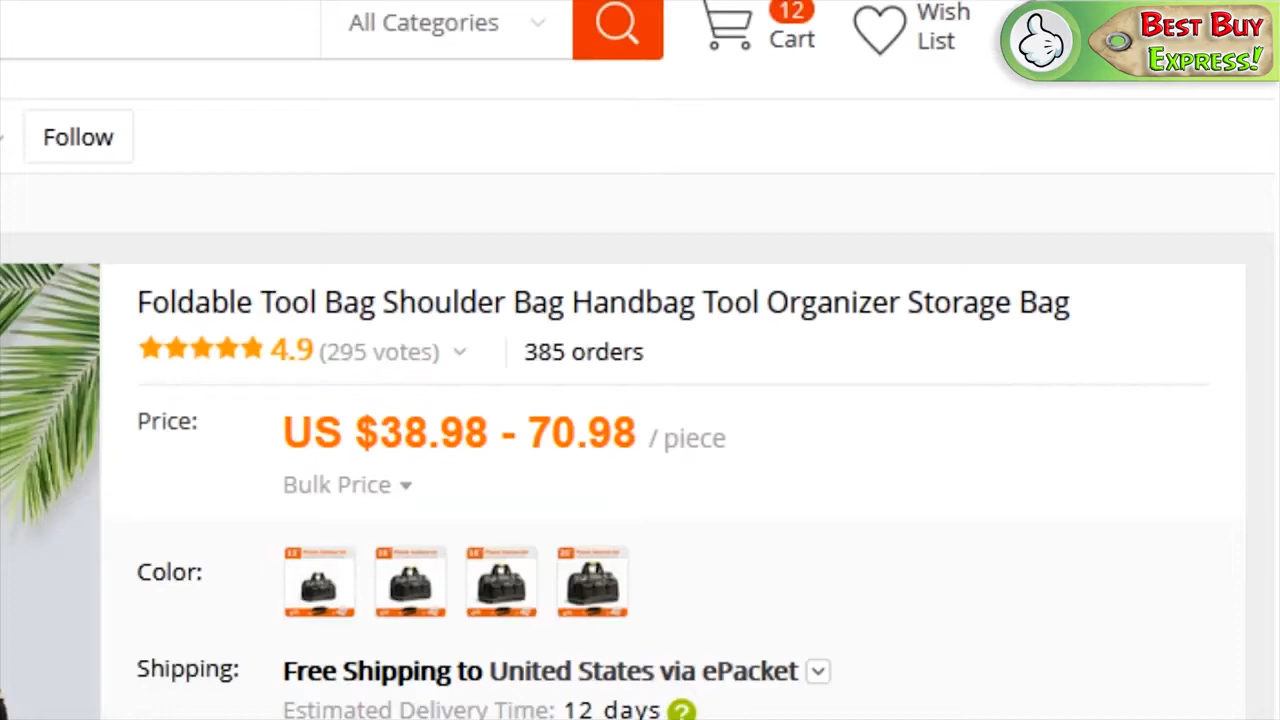 All Categories
12
Cart
Wish
List
BEST BUY
EXPRESS!
Follow
Foldable Tool Bag Shoulder Bag Handbag Tool Organizer Storage Bag
4.9 (295 votes)
385 orders
Price:
US $38.98 - 70.98 / piece
Bulk Price
Color:
Shipping:
Free Shipping to United States via ePacket
Estimated Delivery Time: 12 days ?